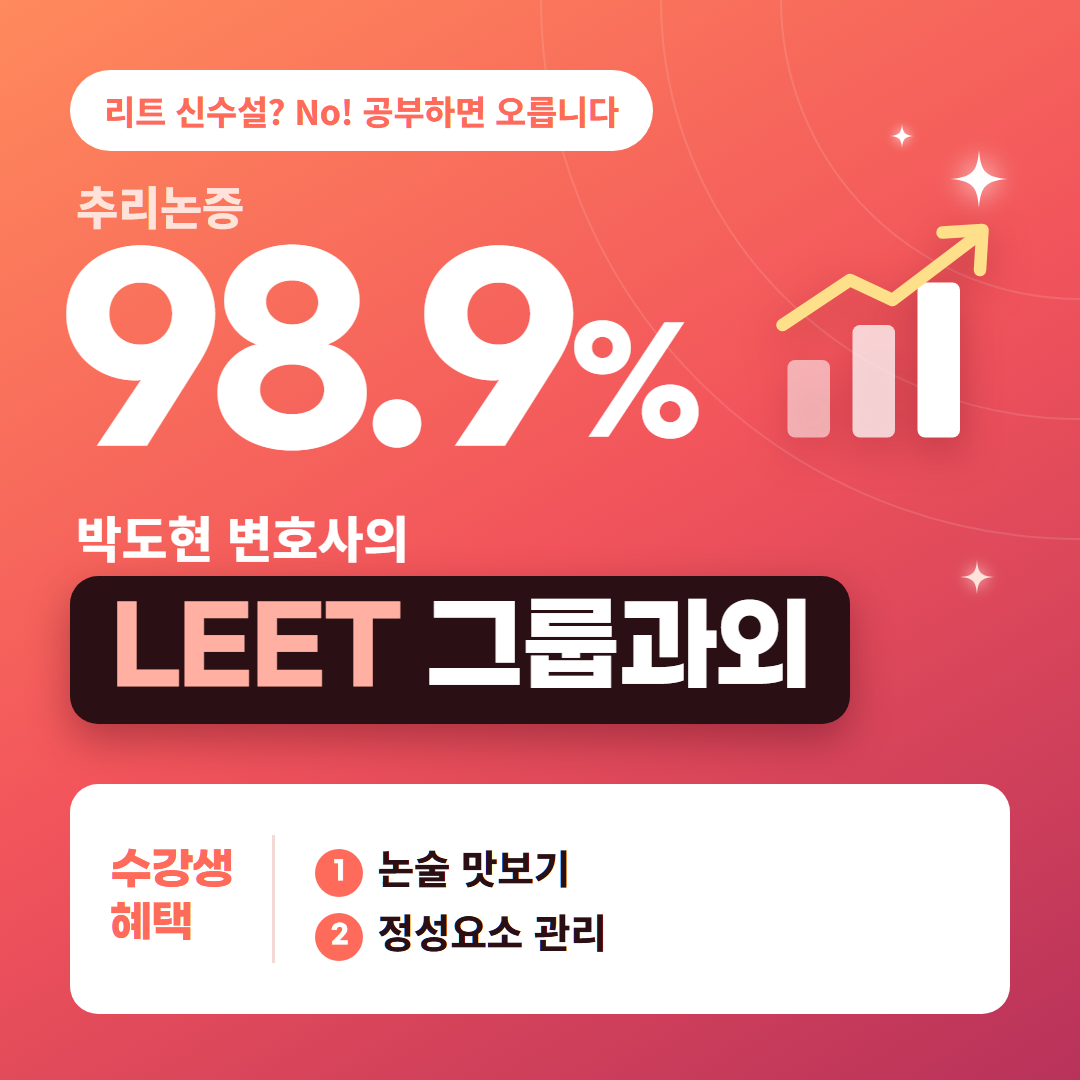 리트 신수설? No! 공부하면 오릅니다
추리논증
98.9%
박도현 변호사의
LEET 그룹과외
수강생
혜택
1 논술 맛보기
2 정성요소 관리